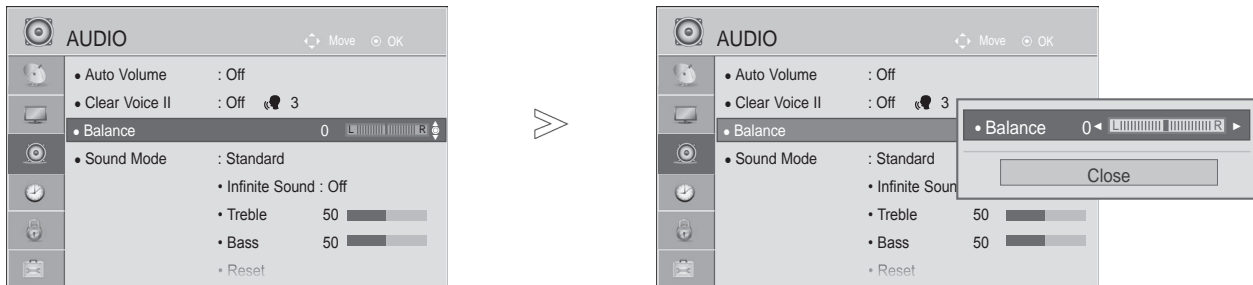 AUDIO Move OK
• Auto Volume : Off
• Clear Voice II : Off 3
• Balance 0 L R
• Sound Mode : Standard
• Infinite Sound : Off
• Treble 50
• Bass 50
• Reset
>
AUDIO Move OK
• Auto Volume : Off
• Clear Voice II : Off 3
• Balance
• Sound Mode : Standard
• Infinite Soun
• Treble 50
• Bass 50
• Reset
• Balance 0 ◄ L R ►
Close